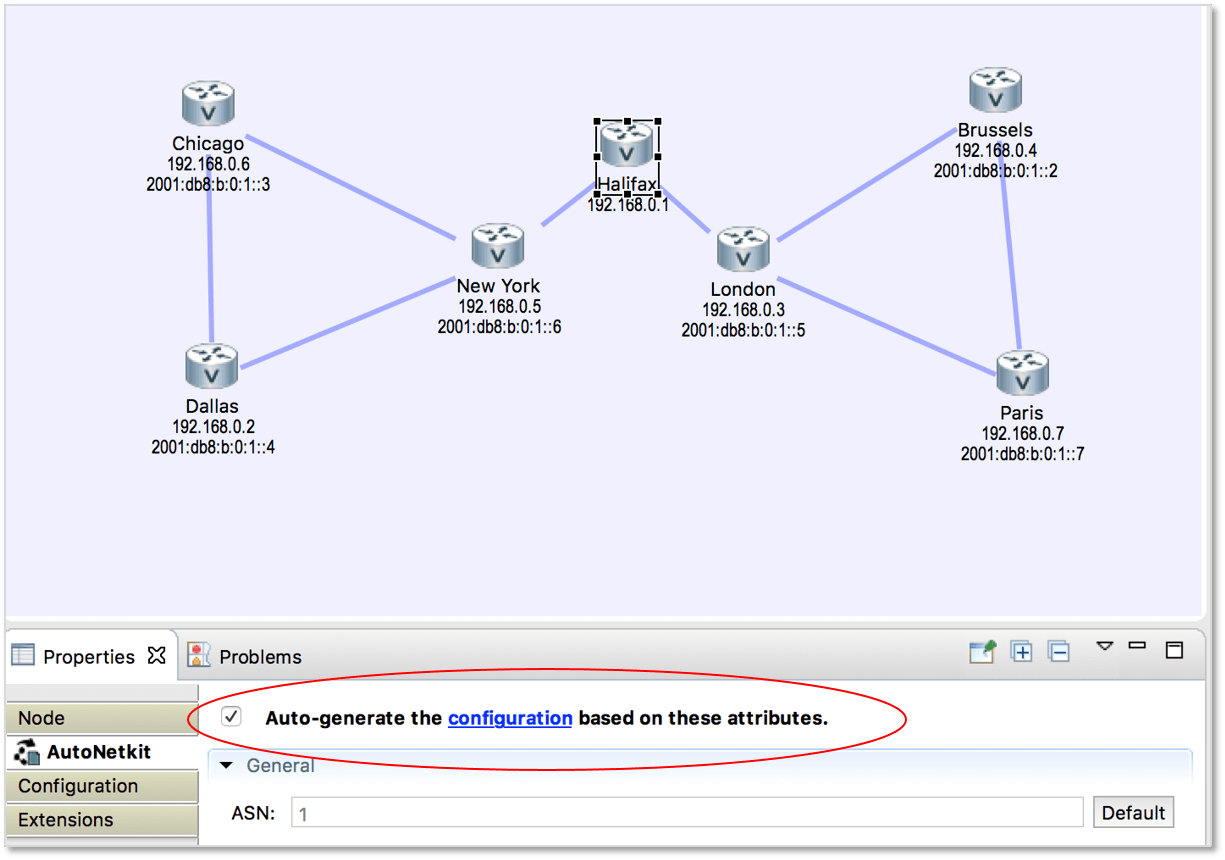 Chicago
192.168.0.6
2001:db8:b:0:1::3
Halifax
192.168.0.1
Brussels
192.168.0.4
2001:db8:b:0:1::2
New York
192.168.0.5
2001:db8:b:0:1::6
London
192.168.0.3
2001:db8:b:0:1::5
Dallas
192.168.0.2
2001:db8:b:0:1::4
Paris
192.168.0.7
2001:db8:b:0:1::7
Properties
Problems
Node
AutoNetkit
Configuration
Extensions
Auto-generate the configuration based on these attributes.
General
ASN: 1 Default